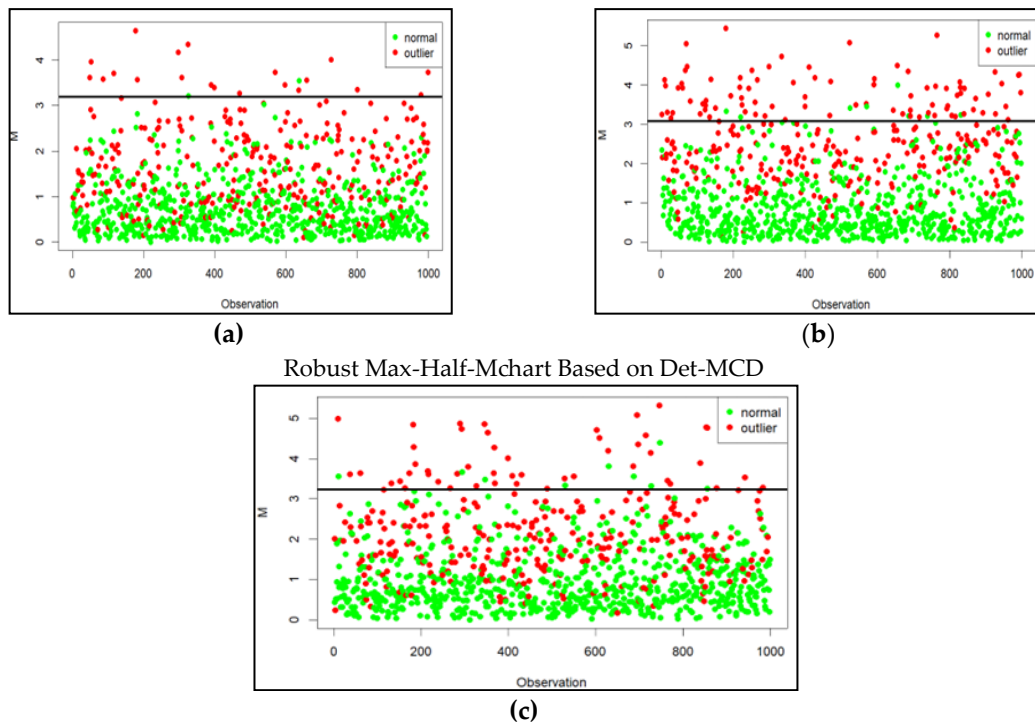 normal
outlier
4
3
2
1
0
M
0 200 400 600 800 1000
Observation
(a)
normal
outlier
5
4
3
2
1
0
M
0 200 400 600 800 1000
Observation
(b)
Robust Max-Half-Mchart Based on Det-MCD
normal
outlier
5
4
3
2
1
0
M
0 200 400 600 800 1000
Observation
(c)